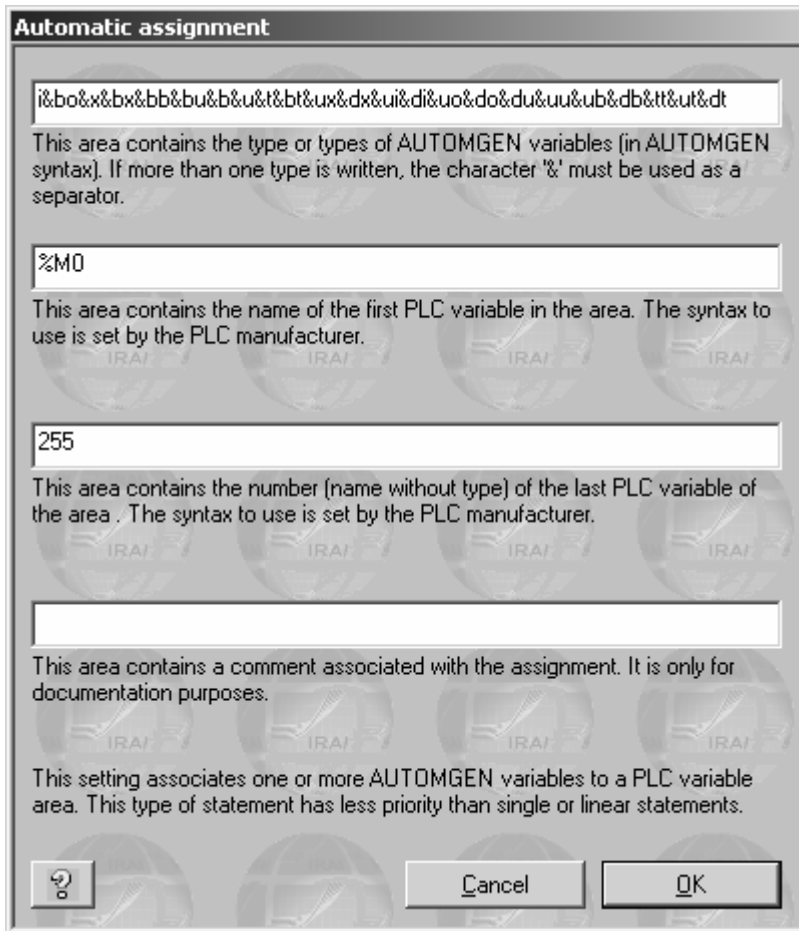 Automatic assignment
i&bo&x&bx&bb&bu&b&u&t&bt&ux&dx&ui&di&uo&do&du&uu&ub&db&tt&ut&dt
This area contains the type or types of AUTOMGEN variables (in AUTOMGEN
syntax). If more than one type is written, the character '&' must be used as a
separator.
%M0
This area contains the name of the first PLC variable in the area. The syntax to
use is set by the PLC manufacturer.
255
This area contains the number (name without type) of the last PLC variable of
the area . The syntax to use is set by the PLC manufacturer.
This area contains a comment associated with the assignment. It is only for
documentation purposes.
This setting associates one or more AUTOMGEN variables to a PLC variable
area. This type of statement has less priority than single or linear statements.
?
Cancel
OK